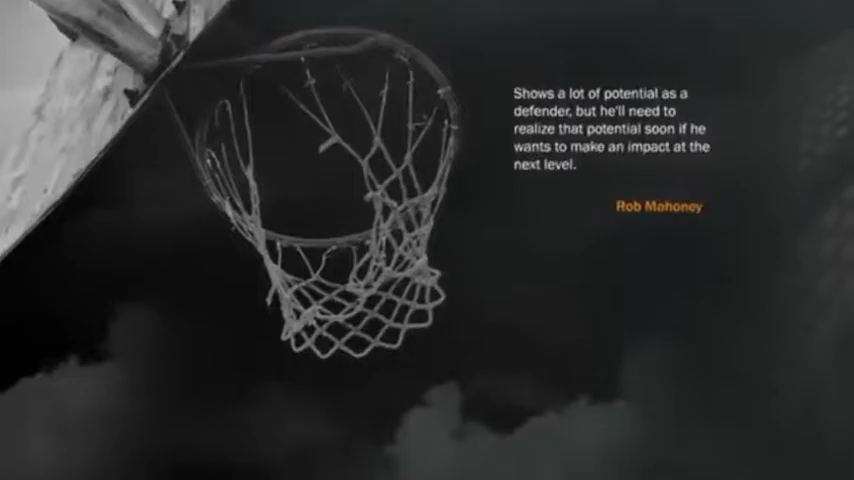 Shows a lot of potential as a
defender, but he'll need to
realize that potential soon if he
wants to make an impact at the
next level.
Rob Mahoney